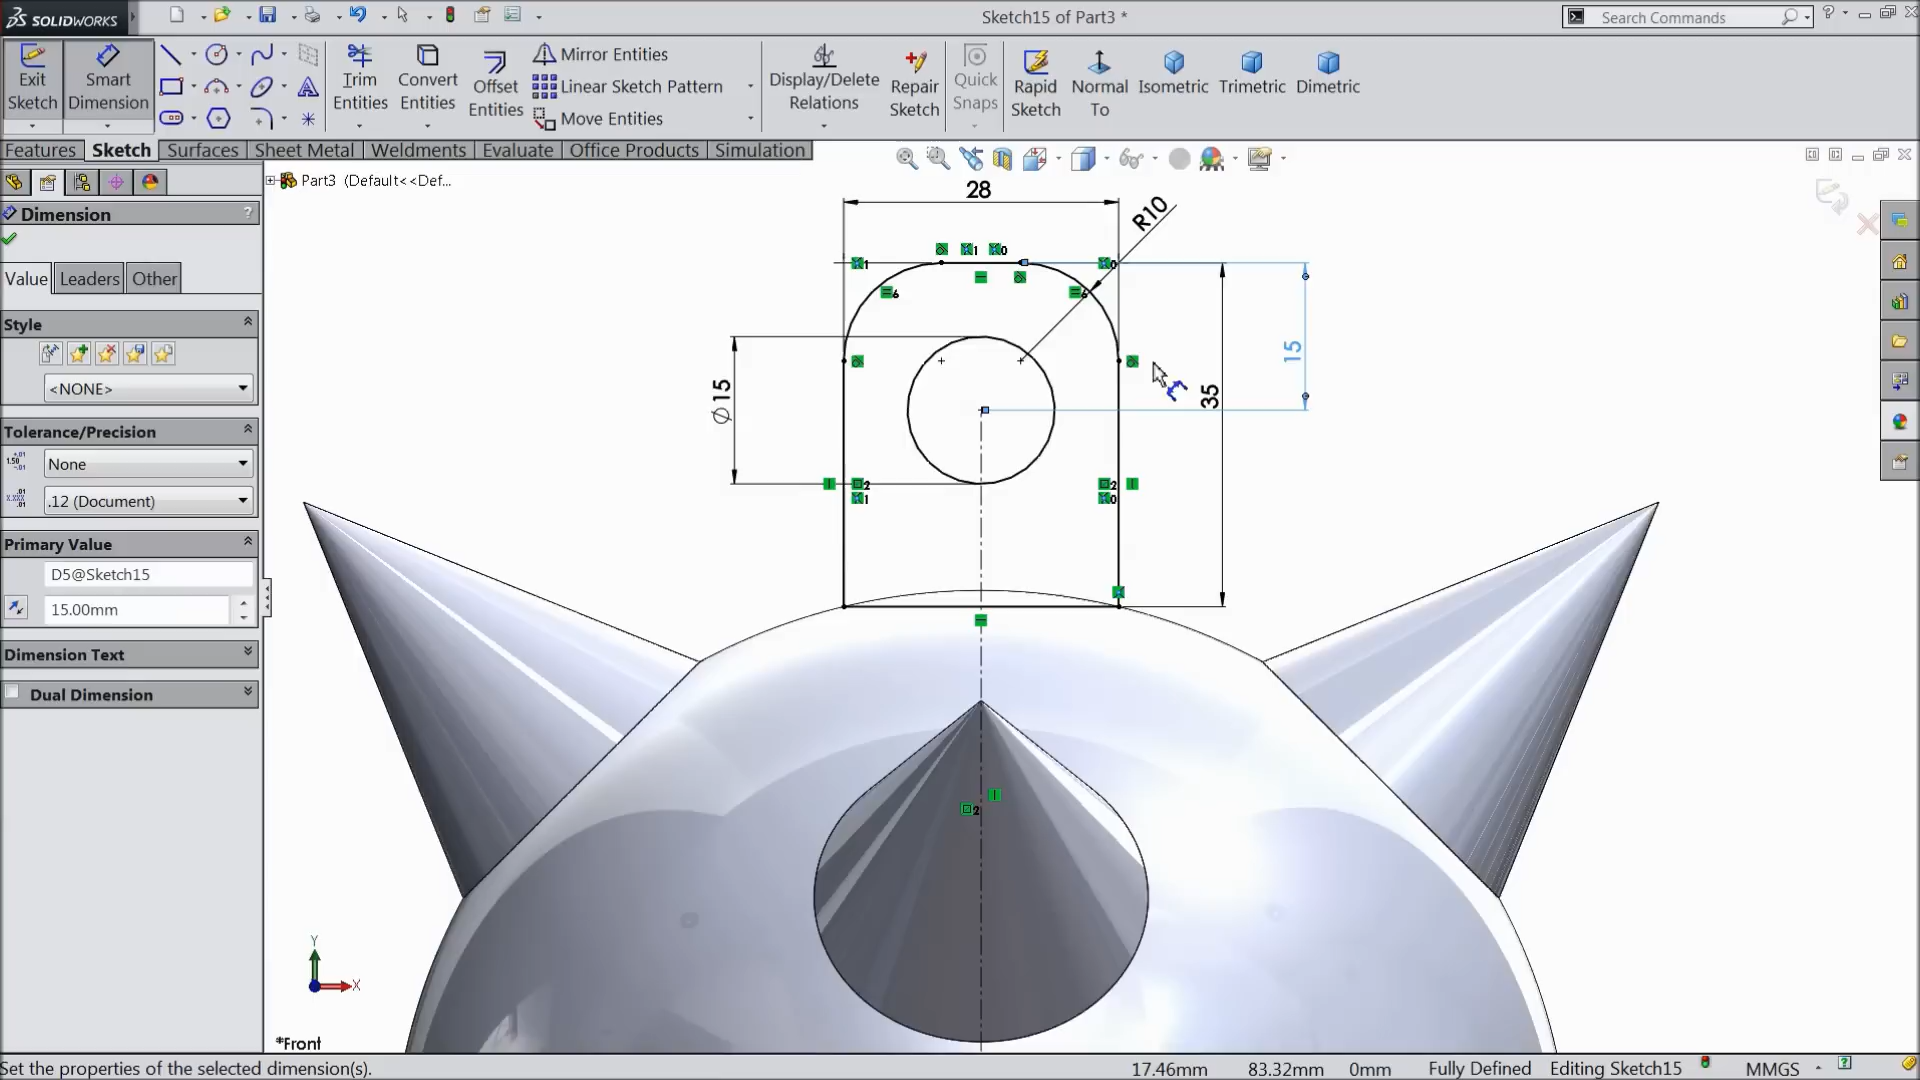 SOLIDWORKS
Sketch15 of Part3 *
Search Commands
Exit Sketch
Smart Dimension
Trim Entities
Convert Entities
Offset Entities
Mirror Entities
Linear Sketch Pattern
Move Entities
Display/Delete Relations
Repair Sketch
Quick Snaps
Rapid Sketch
Normal To
Isometric
Trimetric
Dimetric
Features
Sketch
Surfaces
Sheet Metal
Weldments
Evaluate
Office Products
Simulation
Part3 (Default<<Def...
Dimension
?
Value
Leaders
Other
Style
<NONE>
Tolerance/Precision
None
.12 (Document)
Primary Value
D5@Sketch15
15.00mm
Dimension Text
Dual Dimension
28
R10
15
35
Ø15
Y
X
*Front
Set the properties of the selected dimension(s).
17.46mm
83.32mm
0mm
Fully Defined
Editing Sketch15
MMGS